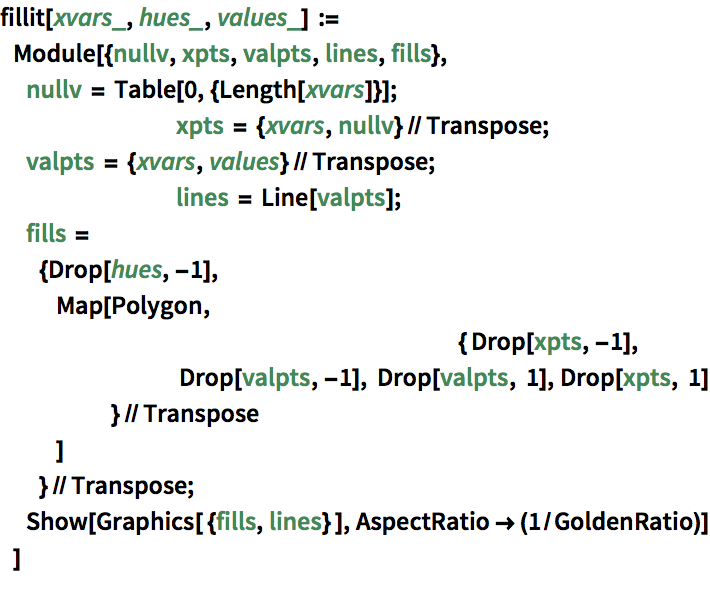 fillit[xvars_, hues_, values_] :=
Module[{nullv, xpts, valpts, lines, fills},
nullv = Table[0, {Length[xvars]}];
xpts = {xvars, nullv} // Transpose;
valpts = {xvars, values} // Transpose;
lines = Line[valpts];
fills =
{Drop[hues, −1],
Map[Polygon,
{ Drop[xpts, −1],
Drop[valpts, −1], Drop[valpts, 1], Drop[xpts, 1]
} // Transpose
]
} // Transpose;
Show[Graphics[ {fills, lines} ], AspectRatio → (1/GoldenRatio)]
]